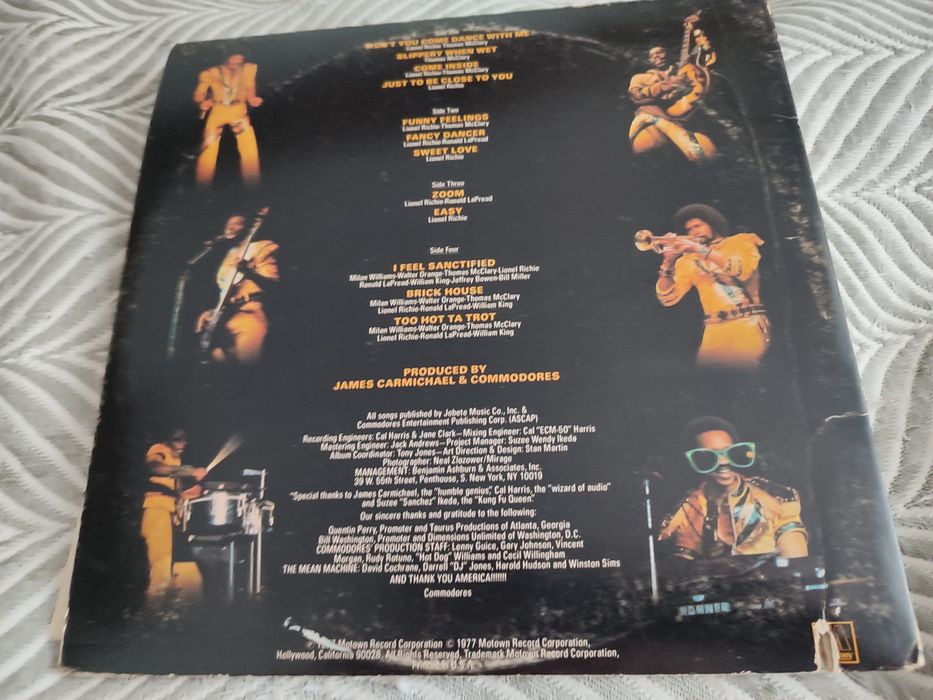 Side One
WON'T YOU COME DANCE WITH ME
Lionel Richie-Thomas McClary
SLIPPERY WHEN WET
Thomas McClary
COME INSIDE
Lionel Richie-Thomas McClary
JUST TO BE CLOSE TO YOU
Lionel Richie
Side Two
FUNNY FEELINGS
Lionel Richie-Thomas McClary
FANCY DANCER
Lionel Richie-Ronald LaPread
SWEET LOVE
Lionel Richie
Side Three
ZOOM
Lionel Richie-Ronald LaPread
EASY
Lionel Richie
Side Four
I FEEL SANCTIFIED
Milan Williams-Walter Orange-Thomas McClary-Lionel Richie
Ronald LaPread-William King-Jeffrey Bowen-Bill Miller
BRICK HOUSE
Milan Williams-Walter Orange-Thomas McClary
Lionel Richie-Ronald LaPread-William King
TOO HOT TA TROT
Milan Williams-Walter Orange-Thomas McClary
Lionel Richie-Ronald LaPread-William King
PRODUCED BY
JAMES CARMICHAEL & COMMODORES
All songs published by Jobete Music Co., Inc. &
Commodores Entertainment Publishing Corp. (ASCAP)
Recording Engineers: Cal Harris & Jane Clark—Mixing Engineer: Cal "ECM-50" Harris
Mastering Engineer: Jack Andrews—Project Manager: Suzee Wendy Ikeda
Album Coordinator: Tony Jones—Art Direction & Design: Stan Martin
Photographer: Neal Zlozower/Mirage
MANAGEMENT: Benjamin Ashburn & Associates, Inc.
39 W. 55th Street, Penthouse, S. New York, NY 10019
"Special thanks to James Carmichael, the "humble genius", Cal Harris, the "wizard of audio"
and Suzee "Sanchez" Ikeda, the "Kung Fu Queen".
Our sincere thanks and gratitude to the following:
Quentin Perry, Promoter and Taurus Productions of Atlanta, Georgia
Bill Washington, Promoter and Dimensions Unlimited of Washington, D.C.
COMMODORES' PRODUCTION STAFF: Lenny Guice, Gary Johnson, Vincent
Morgan, Rudy Rotuno, "Hot Dog" Williams and Cecil Willingham
THE MEAN MACHINE: David Cochrane, Darrell "DJ" Jones, Harold Hudson and Winston Sims
AND THANK YOU AMERICA!!!!!!!
Commodores
℗ 1977 Motown Record Corporation © 1977 Motown Record Corporation,
Hollywood, California 90028, All Rights Reserved, Trademark Motown Record Corporation,
Printed in U.S.A.
HOHNER